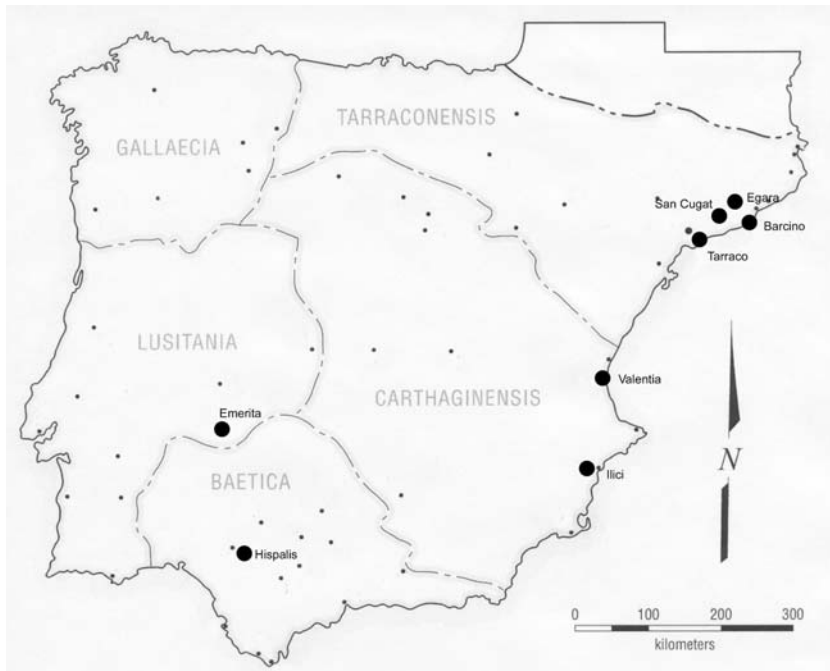 TARRACONENSIS
GALLAECIA
San Cugat
Egara
Barcino
Tarraco
LUSITANIA
Valentia
CARTHAGINENSIS
Emerita
Ilici
N
BAETICA
Hispalis
0 100 200 300
kilometers